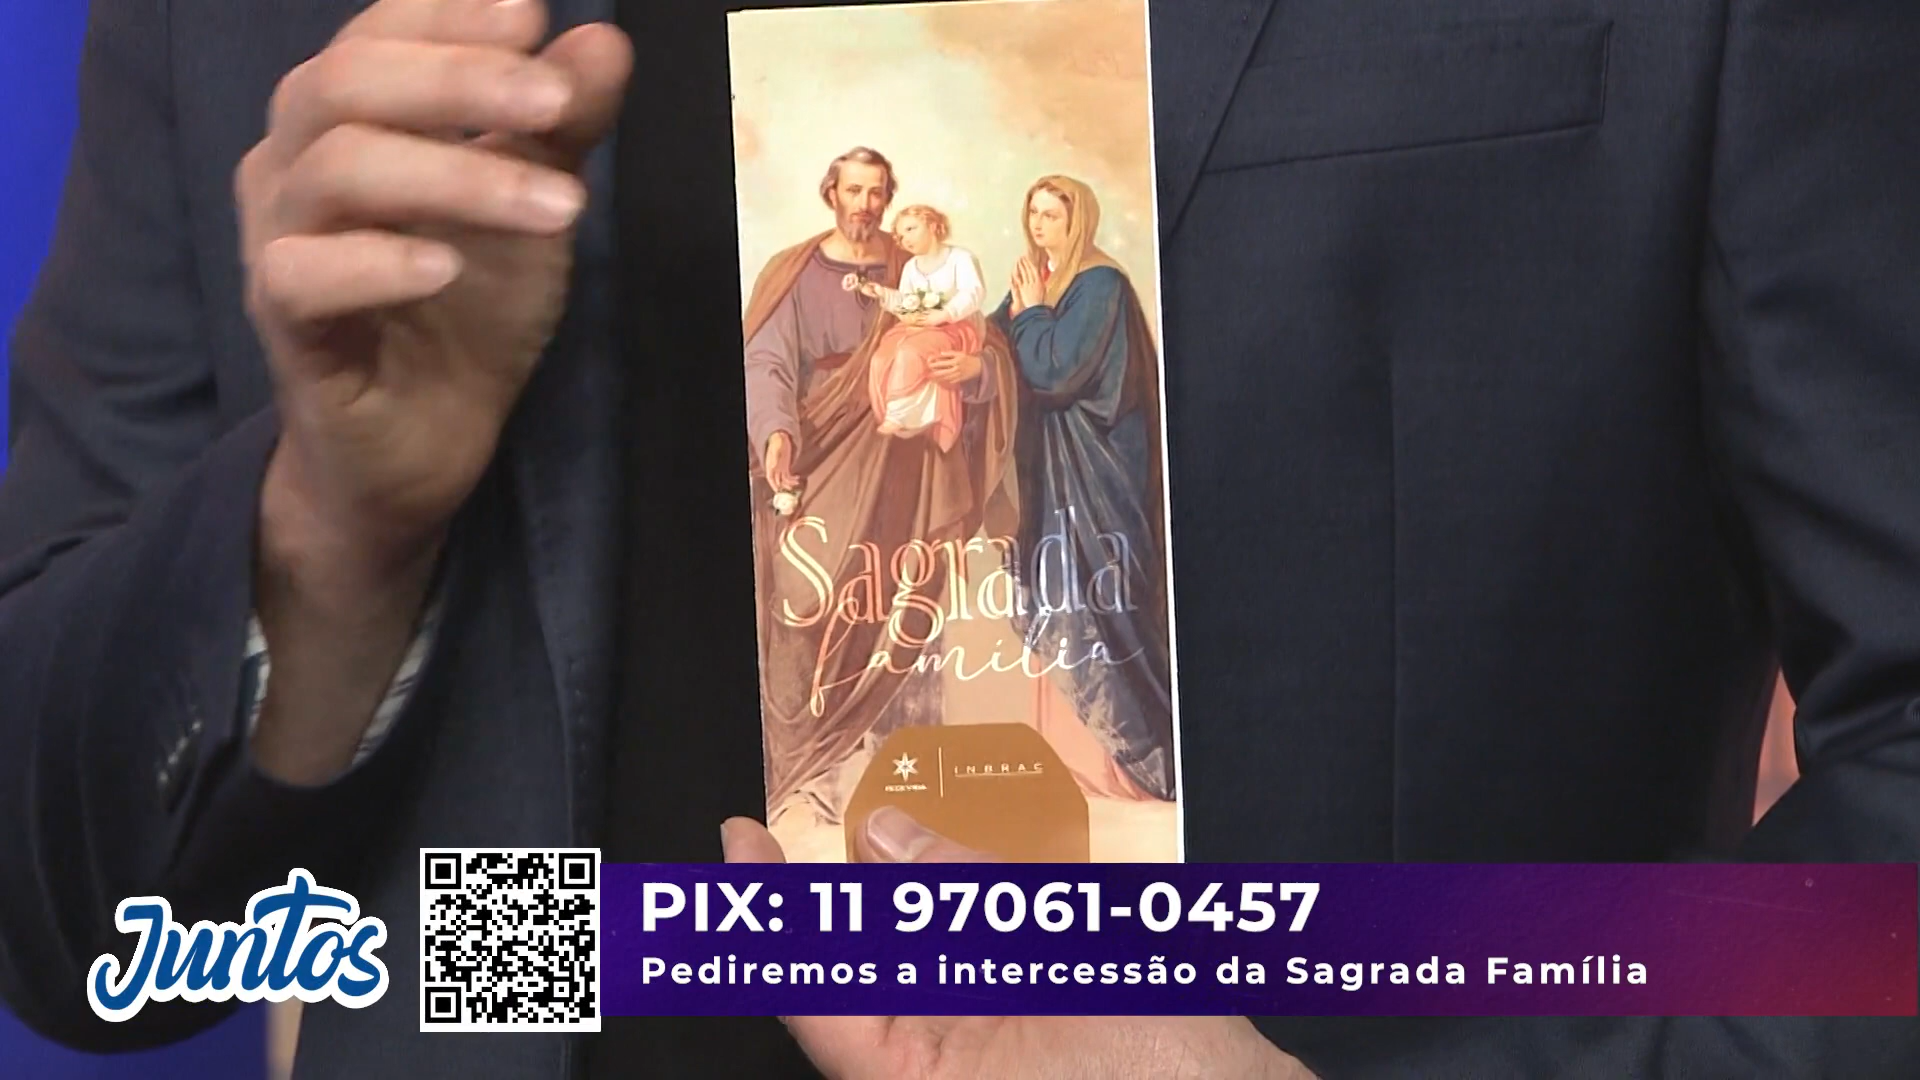 Sagrada
família
INBRAC
Juntos
PIX: 11 97061-0457
Pediremos a intercessão da Sagrada Família